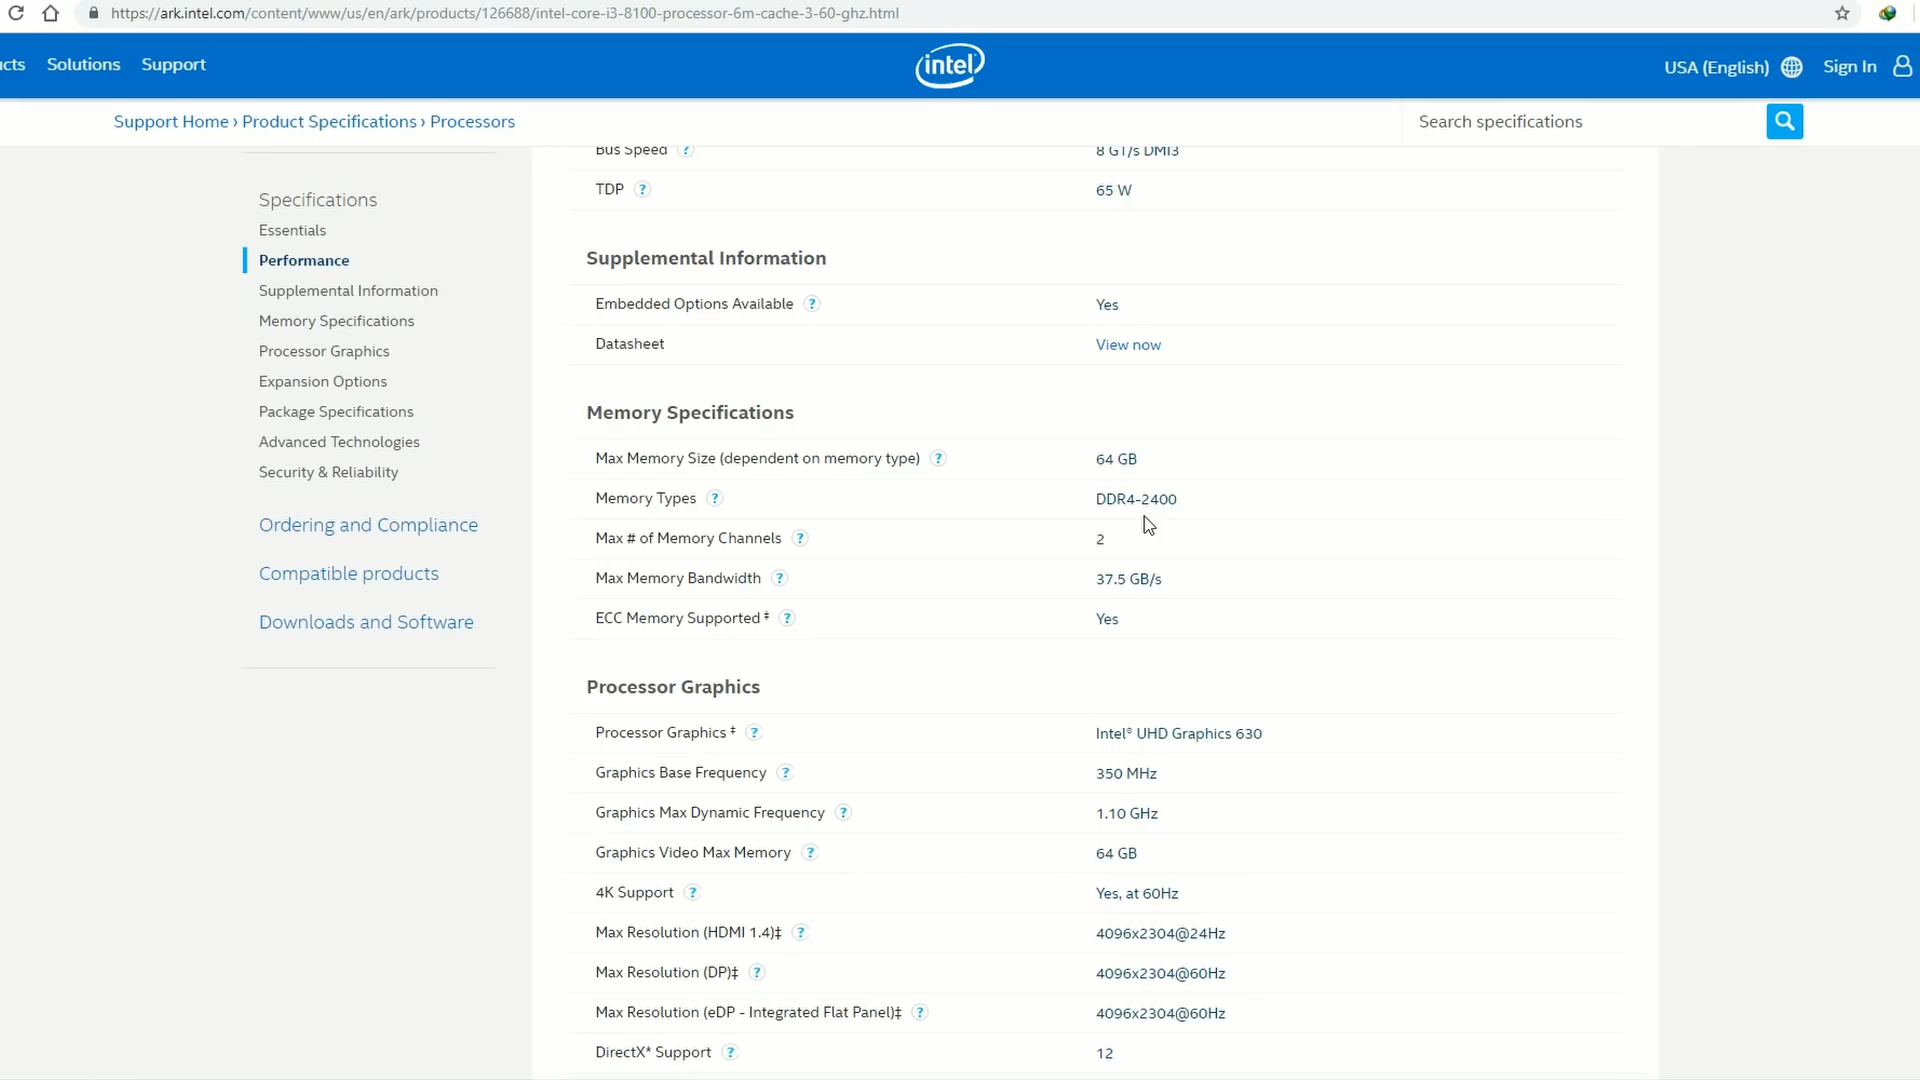 https://ark.intel.com/content/www/us/en/ark/products/126688/intel-core-i3-8100-processor-6m-cache-3-60-ghz.html
ucts Solutions Support
intel
USA (English) Sign In
Support Home › Product Specifications › Processors
Search specifications
Specifications
Essentials
Performance
Supplemental Information
Memory Specifications
Processor Graphics
Expansion Options
Package Specifications
Advanced Technologies
Security & Reliability
Ordering and Compliance
Compatible products
Downloads and Software
Bus Speed ? 8 GT/s DMI3
TDP ? 65 W
Supplemental Information
Embedded Options Available ? Yes
Datasheet View now
Memory Specifications
Max Memory Size (dependent on memory type) ? 64 GB
Memory Types ? DDR4-2400
Max # of Memory Channels ? 2
Max Memory Bandwidth ? 37.5 GB/s
ECC Memory Supported ‡ ? Yes
Processor Graphics
Processor Graphics ‡ ? Intel® UHD Graphics 630
Graphics Base Frequency ? 350 MHz
Graphics Max Dynamic Frequency ? 1.10 GHz
Graphics Video Max Memory ? 64 GB
4K Support ? Yes, at 60Hz
Max Resolution (HDMI 1.4)‡ ? 4096x2304@24Hz
Max Resolution (DP)‡ ? 4096x2304@60Hz
Max Resolution (eDP - Integrated Flat Panel)‡ ? 4096x2304@60Hz
DirectX* Support ? 12